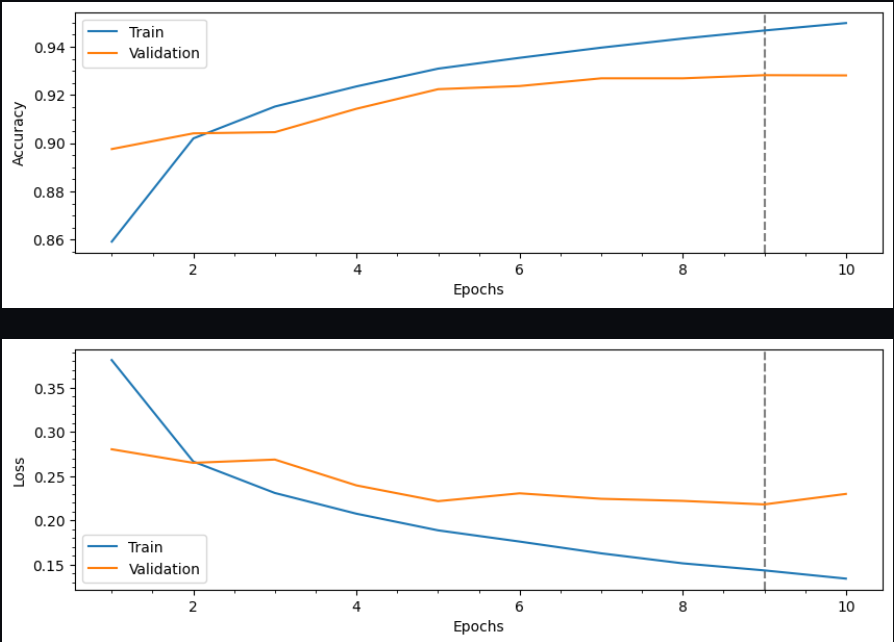 Train
Validation
Accuracy
0.94
0.92
0.90
0.88
0.86
2 4 6 8 10
Epochs
Loss
0.35
0.30
0.25
0.20
0.15
Train
Validation
2 4 6 8 10
Epochs